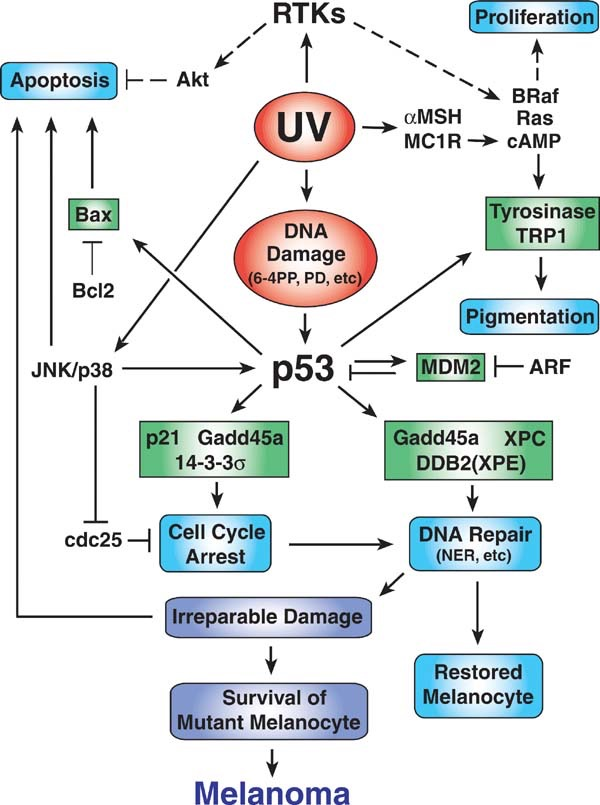 RTKs
Proliferation
Apoptosis
Akt
BRaf
Ras
cAMP
UV
αMSH
MC1R
Bax
Bcl2
DNA
Damage
(6-4PP, PD, etc)
Tyrosinase
TRP1
Pigmentation
JNK/p38
p53
MDM2
ARF
p21 Gadd45a
14-3-3σ
Gadd45a XPC
DDB2(XPE)
cdc25
Cell Cycle
Arrest
DNA Repair
(NER, etc)
Irreparable Damage
Restored
Melanocyte
Survival of
Mutant Melanocyte
Melanoma